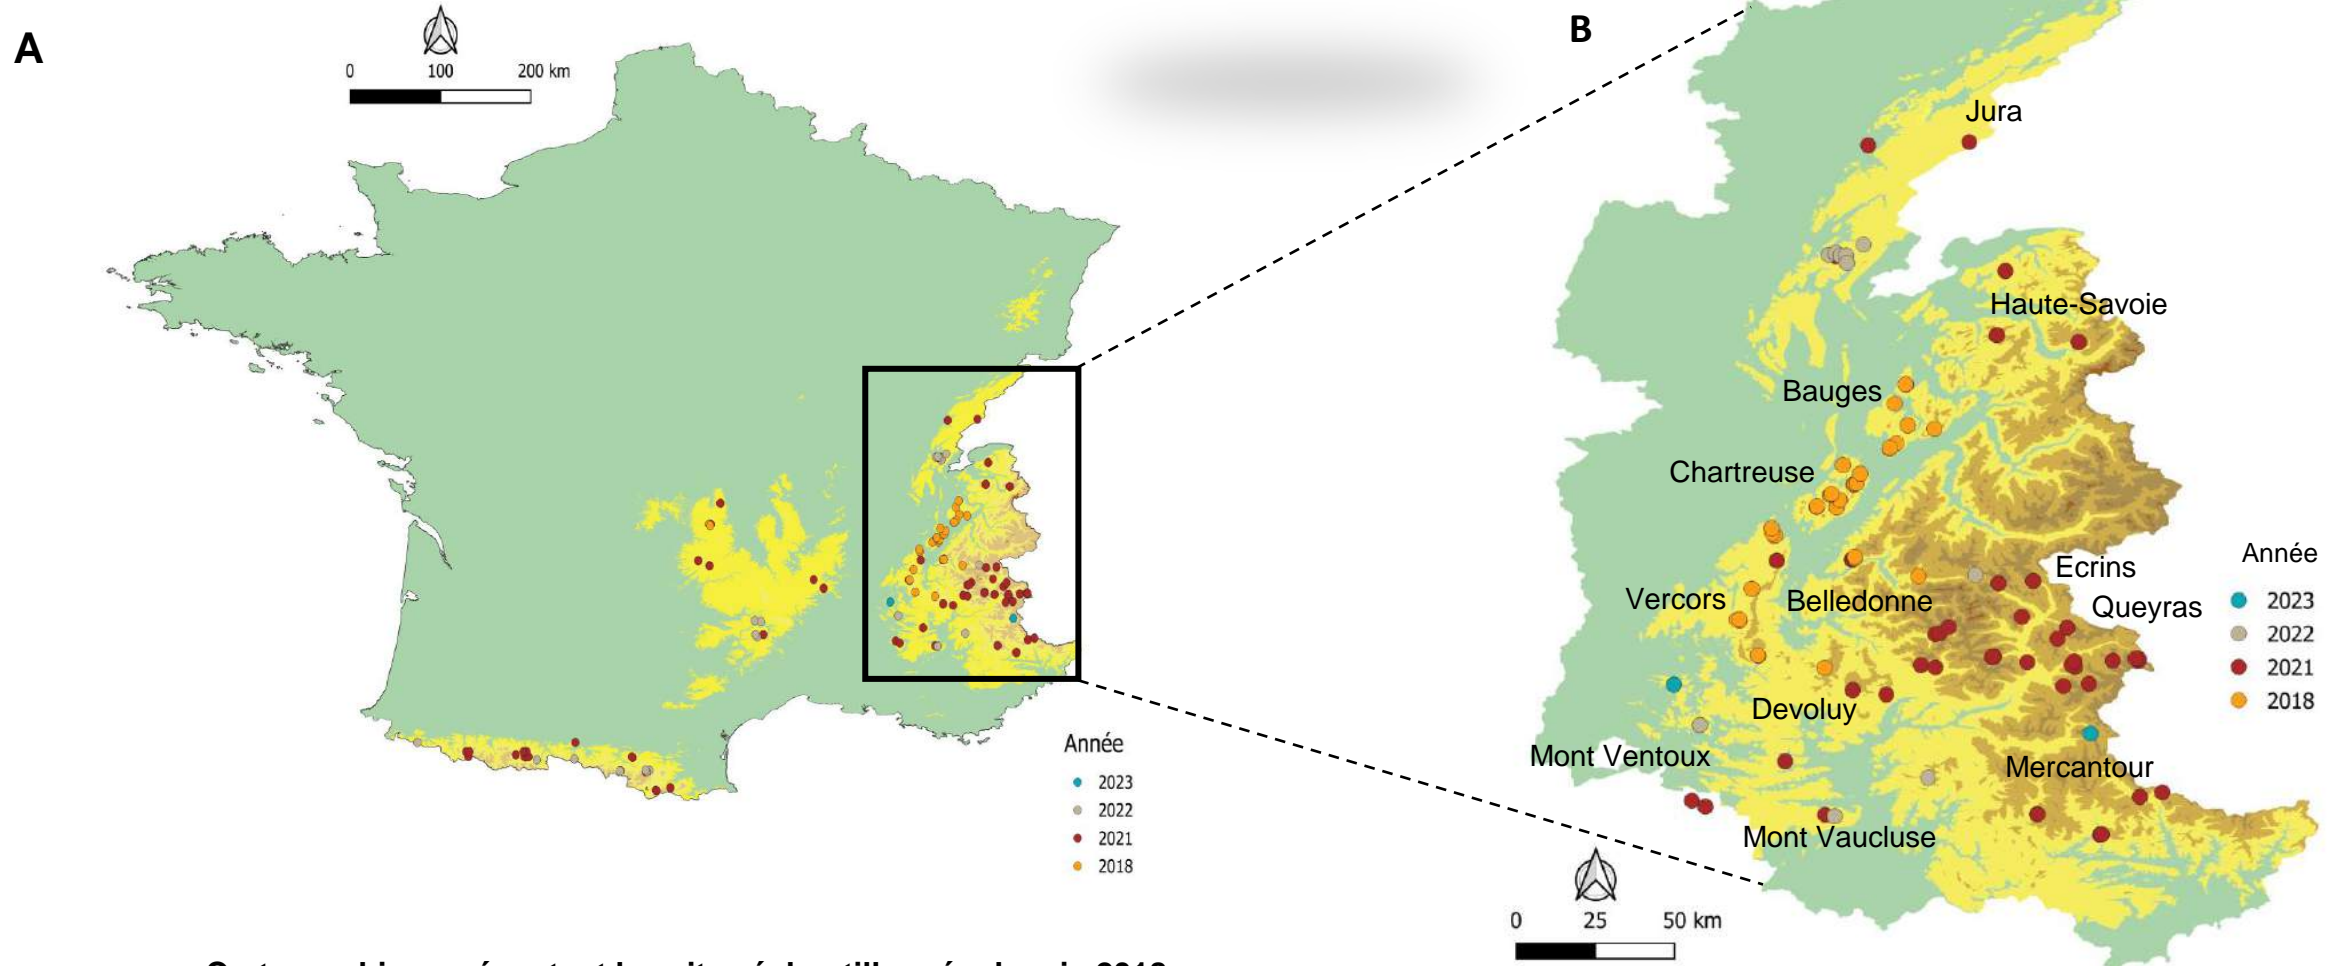 A
0 100 200 km
Année
2023
2022
2021
2018
B
Jura
Haute-Savoie
Bauges
Chartreuse
Ecrins
Vercors
Belledonne
Queyras
Devoluy
Mont Ventoux
Mercantour
Mont Vaucluse
Année
2023
2022
2021
2018
0 25 50 km